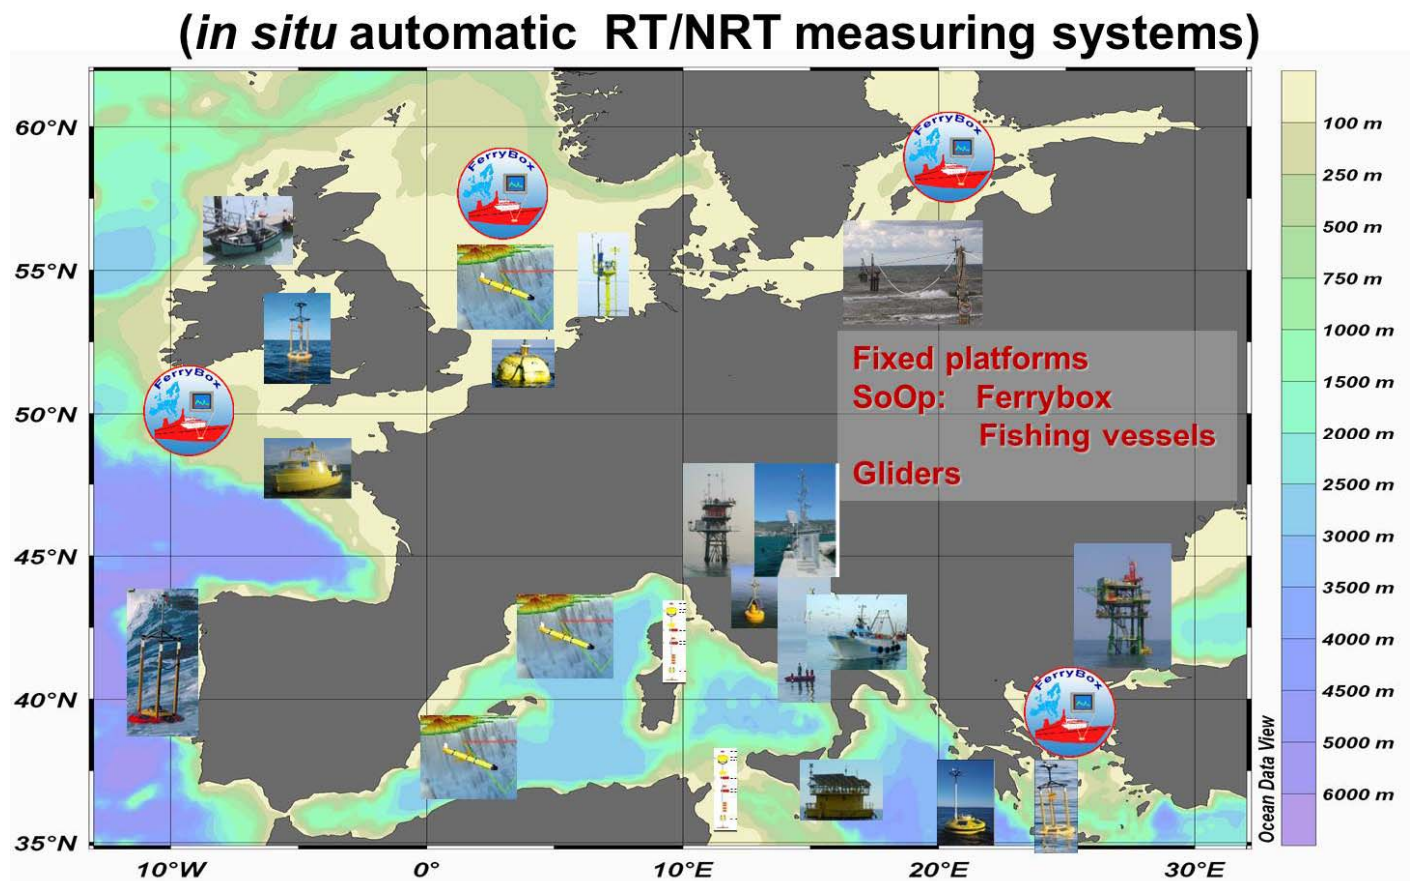 (in situ automatic RT/NRT measuring systems)
60°N
55°N
50°N
45°N
40°N
35°N
10°W
0°
10°E
20°E
30°E
FerryBox
FerryBox
FerryBox
FerryBox
Fixed platforms
SoOp: Ferrybox
Fishing vessels
Gliders
100 m
250 m
500 m
750 m
1000 m
1500 m
2000 m
2500 m
3000 m
3500 m
4000 m
4500 m
5000 m
6000 m
Ocean Data View